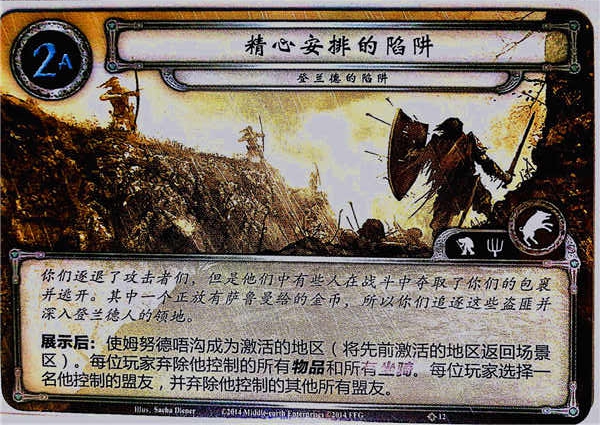 2A
精心安排的陷阱
登兰德的陷阱
你们逐退了攻击者们，但是他们中有些人在战斗中夺取了你们的包裹
并逃开。其中一个正放有萨鲁曼给的金币，所以你们追逐这些盗匪并
深入登兰德人的领地。
展示后：使姆努德唔沟成为激活的地区（将先前激活的地区返回场景
区）。每位玩家弃除他控制的所有物品和所有坐骑。每位玩家选择一
名他控制的盟友，并弃除他控制的其他所有盟友。
Illus. Sacha Diener ©2014 Middle-earth Enterprises ©2014 FFG 12